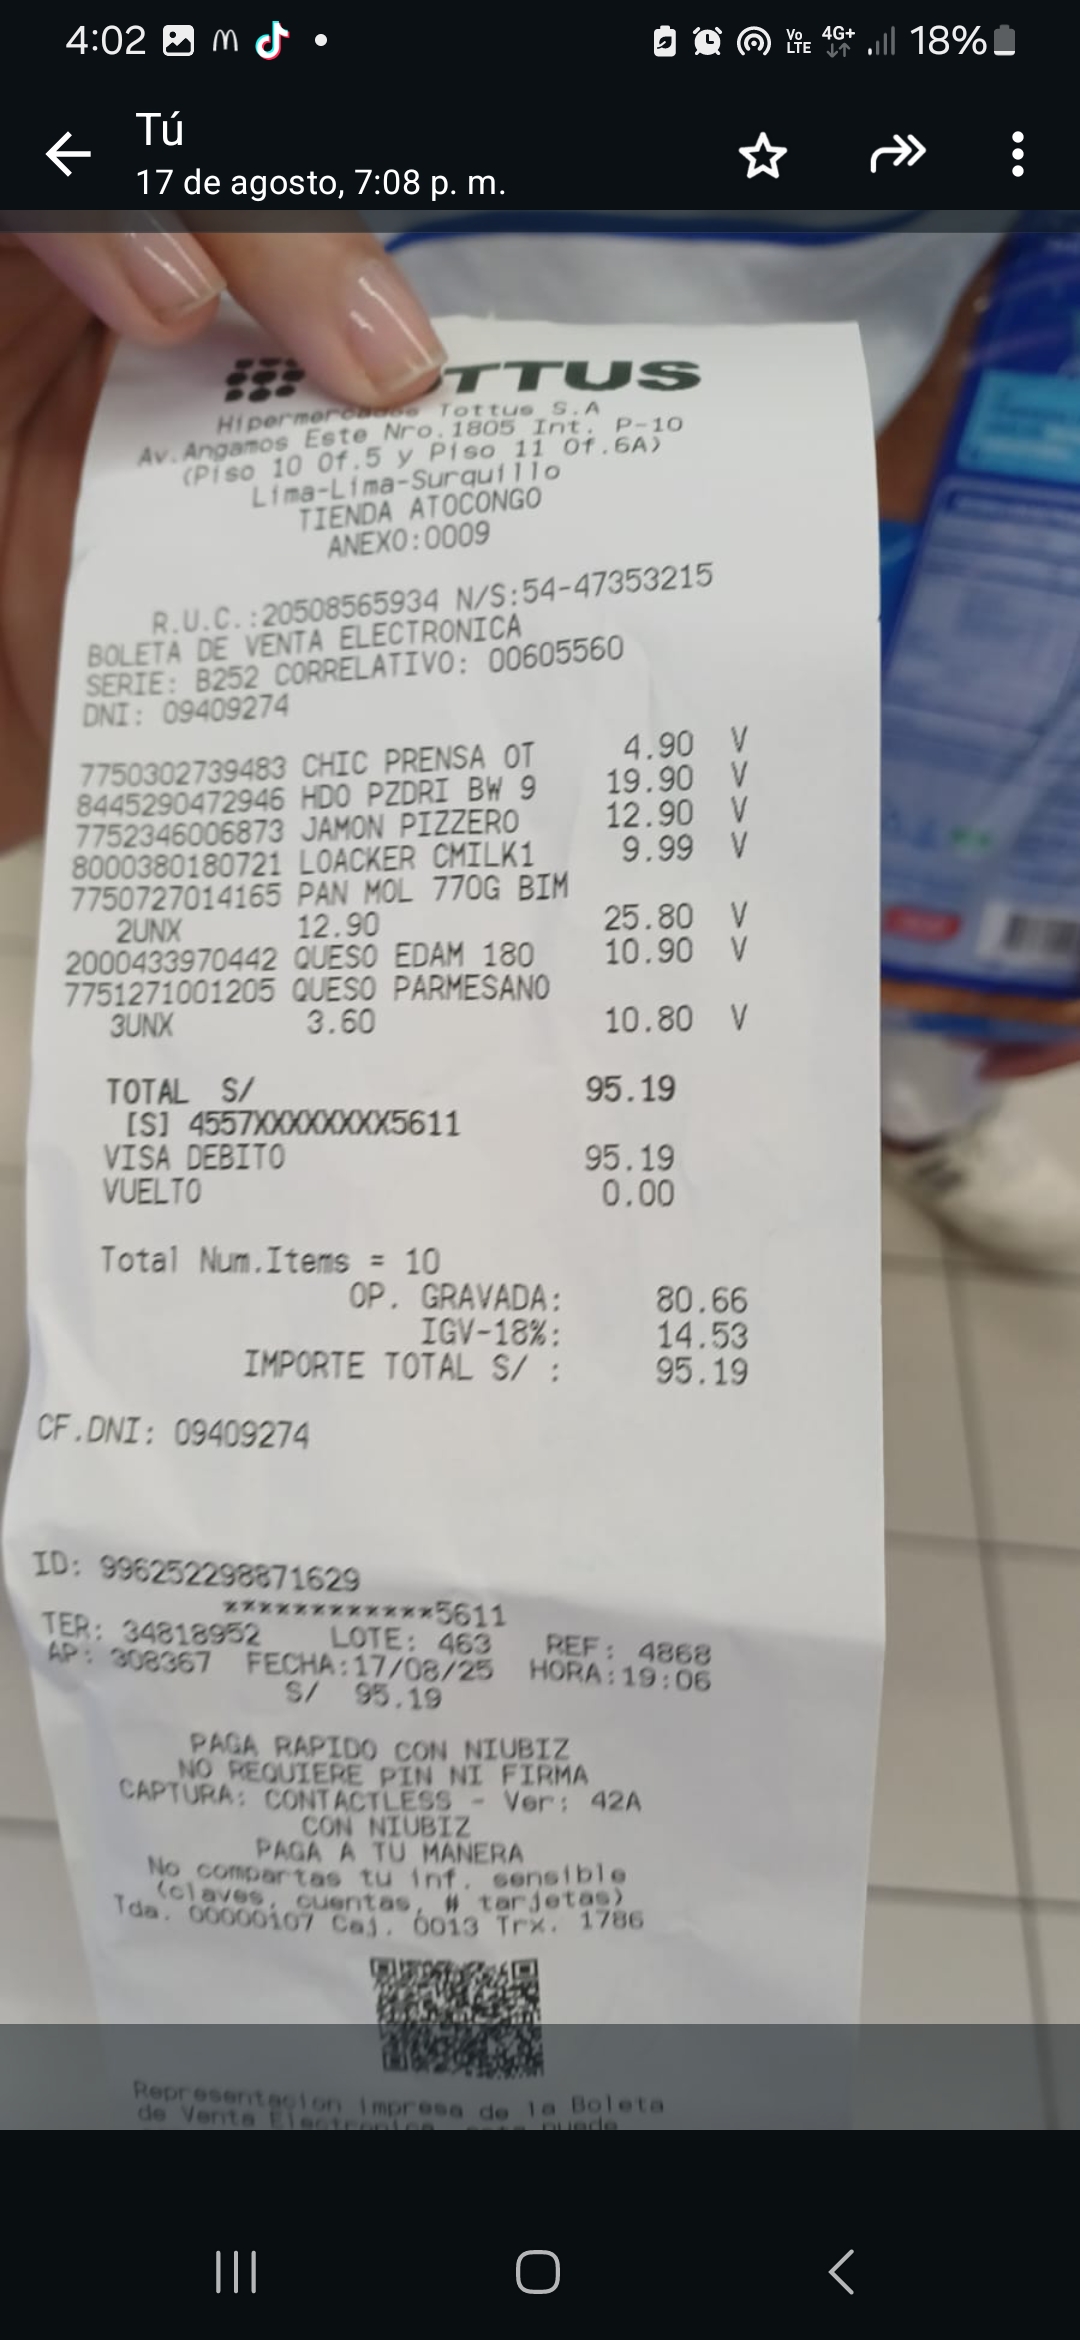 4:02
Vo LTE 4G+ 18%
Tú
17 de agosto, 7:08 p. m.
TTUS
Hipermercados Tottus S.A
Av.Angamos Este Nro.1805 Int. P-10
(Piso 10 Of.5 y Piso 11 Of.6A)
Lima-Lima-Surquillo
TIENDA ATOCONGO
ANEXO:0009
R.U.C.:20508565934 N/S:54-47353215
BOLETA DE VENTA ELECTRONICA
SERIE: B252 CORRELATIVO: 00605560
DNI: 09409274
7750302739483 CHIC PRENSA OT 4.90 V
8445290472946 HDO PZDRI BW 9 19.90 V
7752346006873 JAMON PIZZERO 12.90 V
8000380180721 LOACKER CMILK1 9.99 V
7750727014165 PAN MOL 770G BIM
2UNX 12.90 25.80 V
2000433970442 QUESO EDAM 180 10.90 V
7751271001205 QUESO PARMESANO
3UNX 3.60 10.80 V
TOTAL S/ 95.19
[S] 4557XXXXXXXX5611
VISA DEBITO 95.19
VUELTO 0.00
Total Num.Items = 10
OP. GRAVADA: 80.66
IGV-18%: 14.53
IMPORTE TOTAL S/ : 95.19
CF.DNI: 09409274
ID: 996252298871629
************5611
TER: 34818952 LOTE: 463 REF: 4868
AP: 308367 FECHA:17/08/25 HORA:19:06
S/ 95.19
PAGA RAPIDO CON NIUBIZ
NO REQUIERE PIN NI FIRMA
CAPTURA: CONTACTLESS - Ver: 42A
CON NIUBIZ
PAGA A TU MANERA
No compartas tu inf. sensible
(claves, cuentas, # tarjetas)
Tda. 00000107 Caj. 0013 Trx. 1786
Representacion impresa de la Boleta
de Venta Electronica, puede